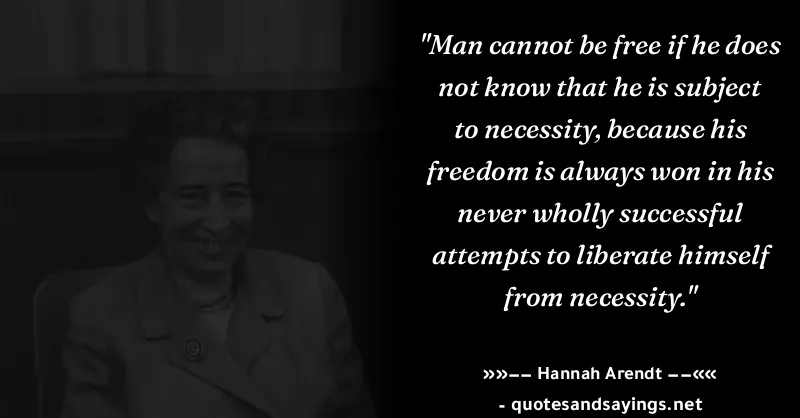 "Man cannot be free if he does
not know that he is subject
to necessity, because his
freedom is always won in his
never wholly successful
attempts to liberate himself
from necessity."
»»–– Hannah Arendt ––««
- quotesandsayings.net